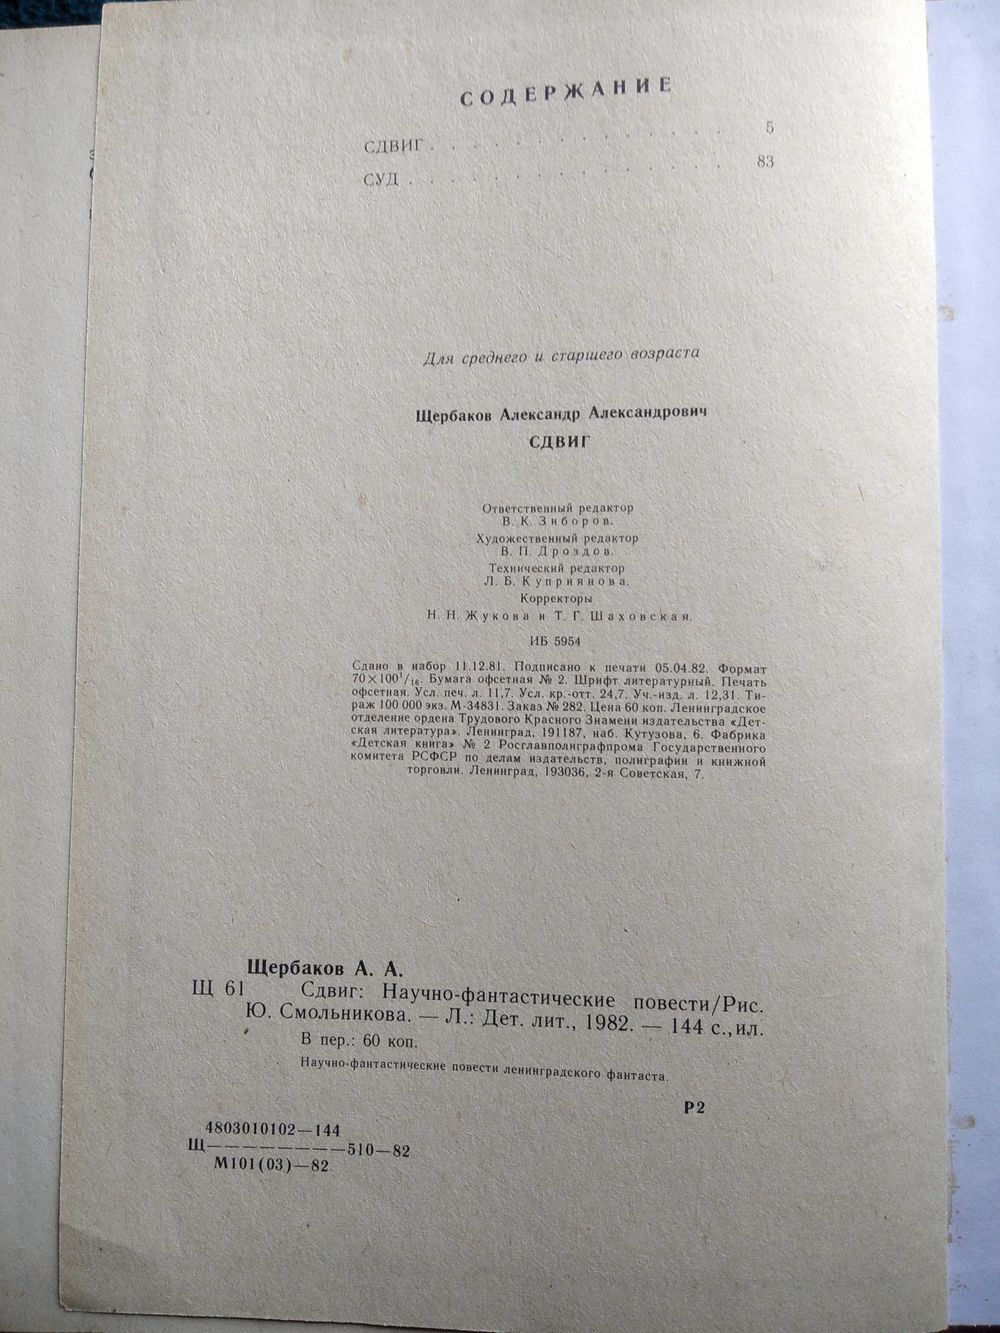 СОДЕРЖАНИЕ
СДВИГ . . . . . . . . . . . . . . 5
СУД . . . . . . . . . . . . . . 83
Для среднего и старшего возраста
Щербаков Александр Александрович
СДВИГ
Ответственный редактор
В. К. Зиборов.
Художественный редактор
В. П. Дроздов.
Технический редактор
Л. Б. Куприянова.
Корректоры
Н. Н. Жукова и Т. Г. Шаховская.
ИБ 5954
Сдано в набор 11.12.81. Подписано к печати 05.04.82. Формат
70×100¹/₁₆. Бумага офсетная № 2. Шрифт литературный. Печать
офсетная. Усл. печ. л. 11,7. Усл. кр.-отт. 24,7. Уч.-изд. л. 12,31. Ти-
раж 100 000 экз. М-34831. Заказ № 282. Цена 60 коп. Ленинградское
отделение ордена Трудового Красного Знамени издательства «Дет-
ская литература». Ленинград, 191187, наб. Кутузова, 6. Фабрика
«Детская книга» № 2 Росглавполиграфпрома Государственного
комитета РСФСР по делам издательств, полиграфии и книжной
торговли. Ленинград, 193036, 2-я Советская, 7.
Щербаков А. А.
Щ 61 Сдвиг: Научно-фантастические повести/Рис.
Ю. Смольникова. — Л.: Дет. лит., 1982. — 144 с., ил.
В пер.: 60 коп.
Научно-фантастические повести ленинградского фантаста.
Р2
4803010102—144
Щ————————510—82
М101(03)—82